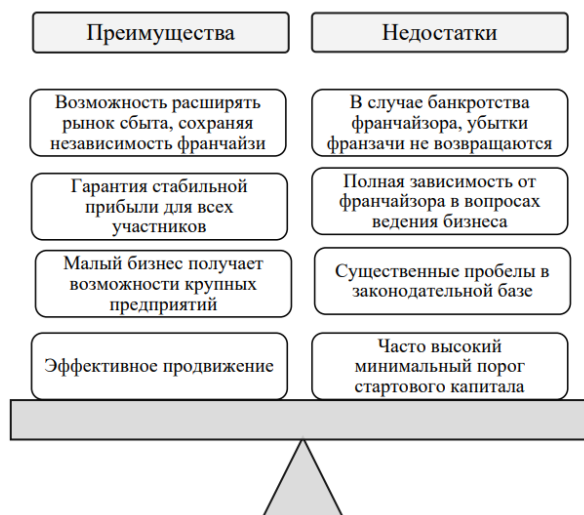 Преимущества
Возможность расширять
рынок сбыта, сохраняя
независимость франчайзи
Гарантия стабильной
прибыли для всех
участников
Малый бизнес получает
возможности крупных
предприятий
Эффективное продвижение
Недостатки
В случае банкротства
франчайзора, убытки
франзачи не возвращаются
Полная зависимость от
франчайзора в вопросах
ведения бизнеса
Существенные пробелы в
законодательной базе
Часто высокий
минимальный порог
стартового капитала